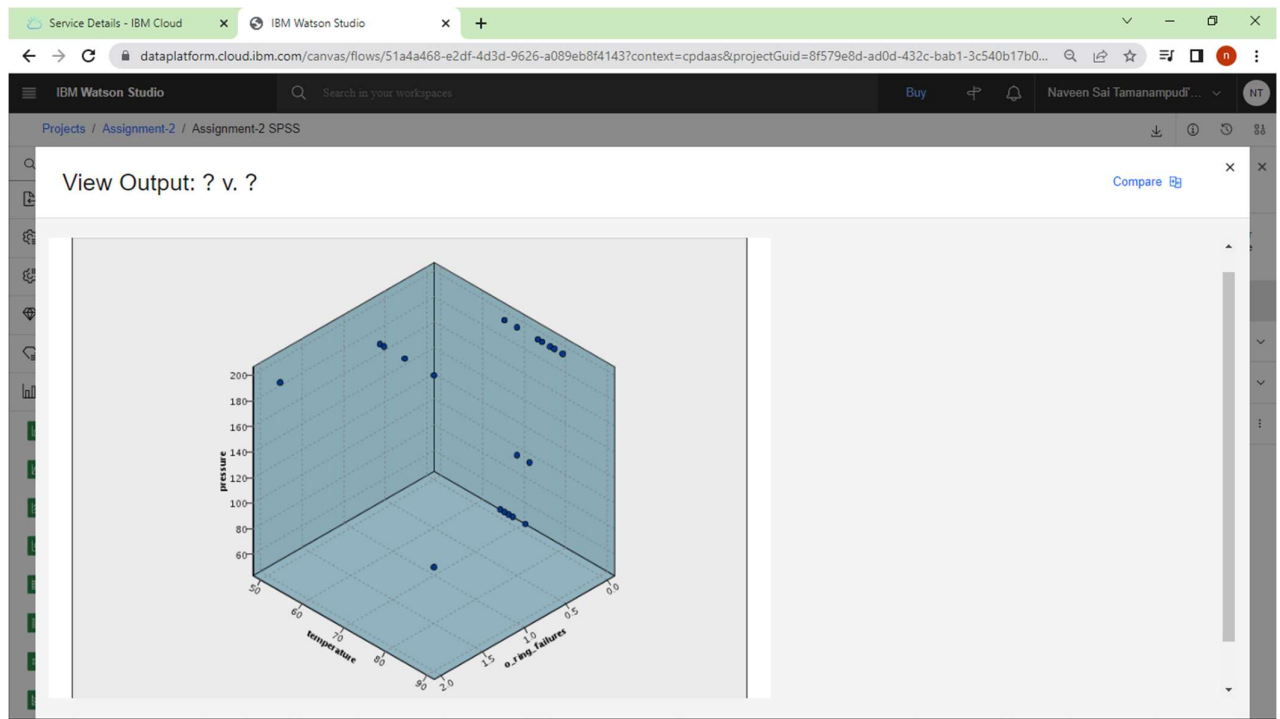 Service Details - IBM Cloud
IBM Watson Studio
dataplatform.cloud.ibm.com/canvas/flows/51a4a468-e2df-4d3d-9626-a089eb8f4143?context=cpdaas&projectGuid=8f579e8d-ad0d-432c-bab1-3c540b17b0...
n
IBM Watson Studio
Search in your workspaces
Buy
Naveen Sai Tamanampudi'...
NT
Projects / Assignment-2 / Assignment-2 SPSS
View Output: ? v. ?
Compare
200
180
160
140
120
100
80
60
pressure
50
60
70
80
90
temperature
2.0
1.5
1.0
0.5
0.0
o_ring_failures